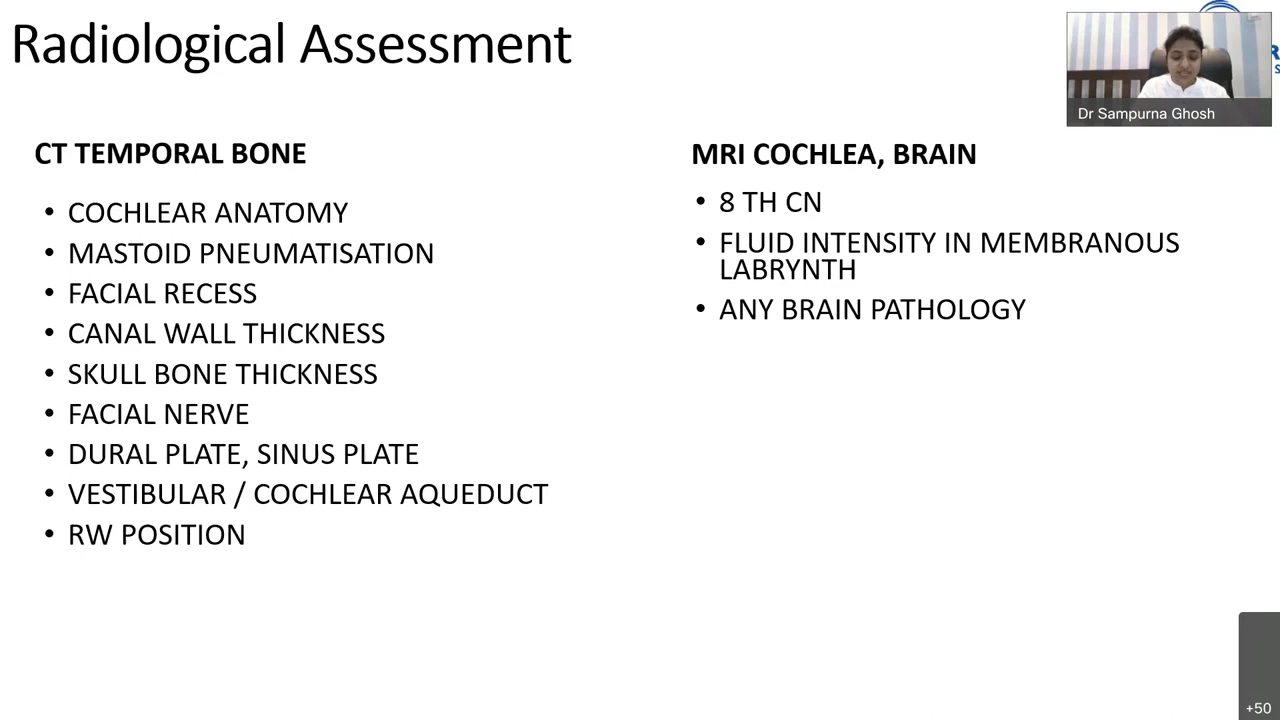 Radiological Assessment
Dr Sampurna Ghosh
CT TEMPORAL BONE
• COCHLEAR ANATOMY
• MASTOID PNEUMATISATION
• FACIAL RECESS
• CANAL WALL THICKNESS
• SKULL BONE THICKNESS
• FACIAL NERVE
• DURAL PLATE, SINUS PLATE
• VESTIBULAR / COCHLEAR AQUEDUCT
• RW POSITION
MRI COCHLEA, BRAIN
• 8 TH CN
• FLUID INTENSITY IN MEMBRANOUS
LABRYNTH
• ANY BRAIN PATHOLOGY
+50